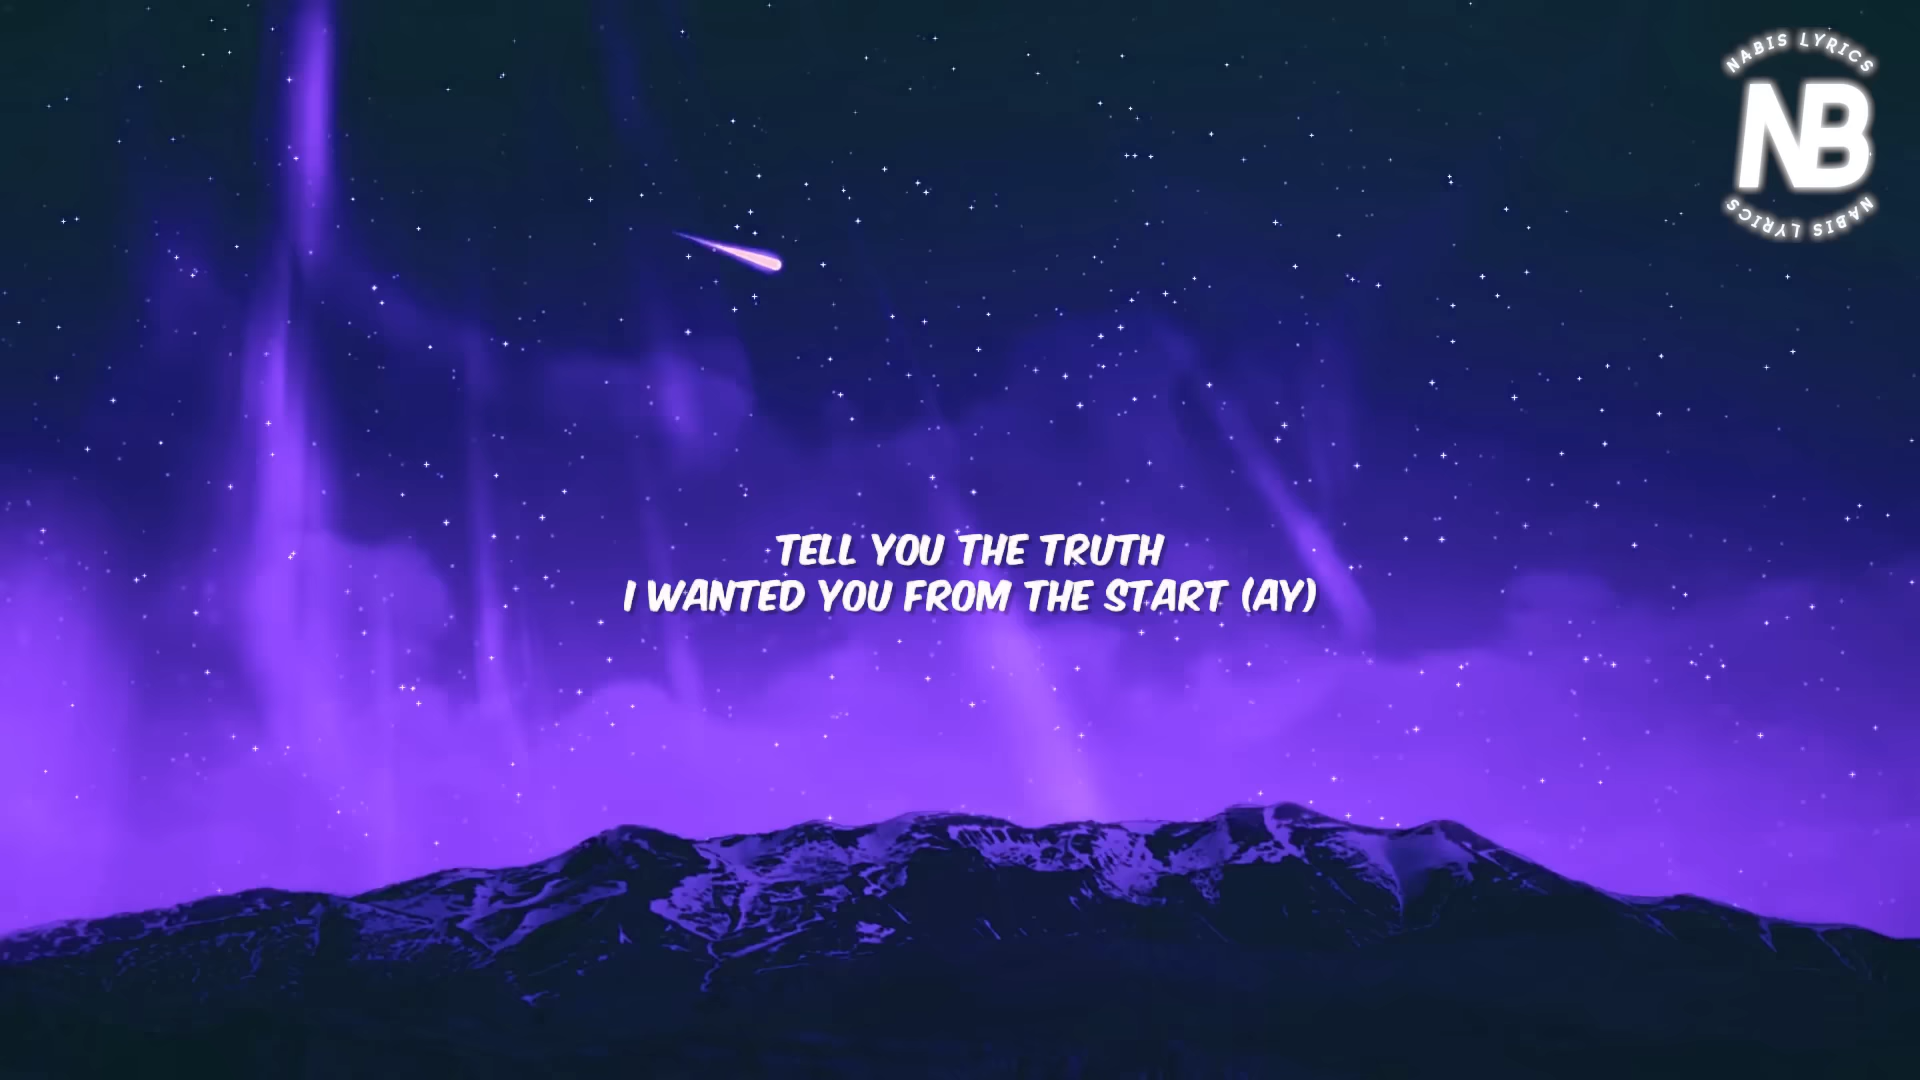 NABIS LYRICS
NB
NABIS LYRICS
TELL YOU THE TRUTH
I WANTED YOU FROM THE START (AY)